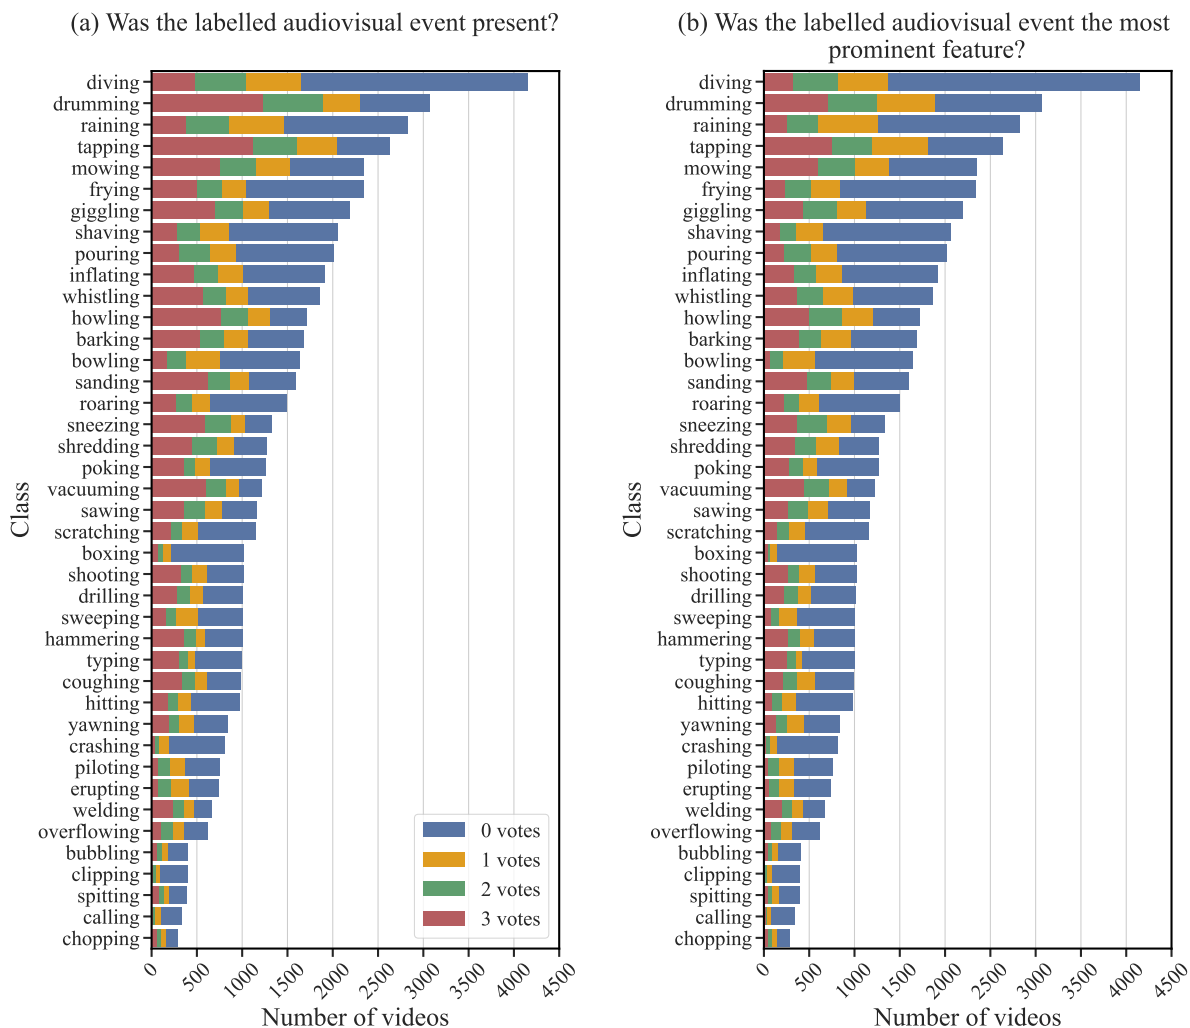 (a) Was the labelled audiovisual event present?
diving
drumming
raining
tapping
mowing
frying
giggling
shaving
pouring
inflating
whistling
howling
barking
bowling
sanding
roaring
sneezing
shredding
poking
vacuuming
sawing
scratching
boxing
shooting
drilling
sweeping
hammering
typing
coughing
hitting
yawning
crashing
piloting
erupting
welding
overflowing
bubbling
clipping
spitting
calling
chopping
Class
0 votes
1 votes
2 votes
3 votes
0 500 1000 1500 2000 2500 3000 3500 4000 4500
Number of videos
(b) Was the labelled audiovisual event the most
prominent feature?
diving
drumming
raining
tapping
mowing
frying
giggling
shaving
pouring
inflating
whistling
howling
barking
bowling
sanding
roaring
sneezing
shredding
poking
vacuuming
sawing
scratching
boxing
shooting
drilling
sweeping
hammering
typing
coughing
hitting
yawning
crashing
piloting
erupting
welding
overflowing
bubbling
clipping
spitting
calling
chopping
Class
0 500 1000 1500 2000 2500 3000 3500 4000 4500
Number of videos